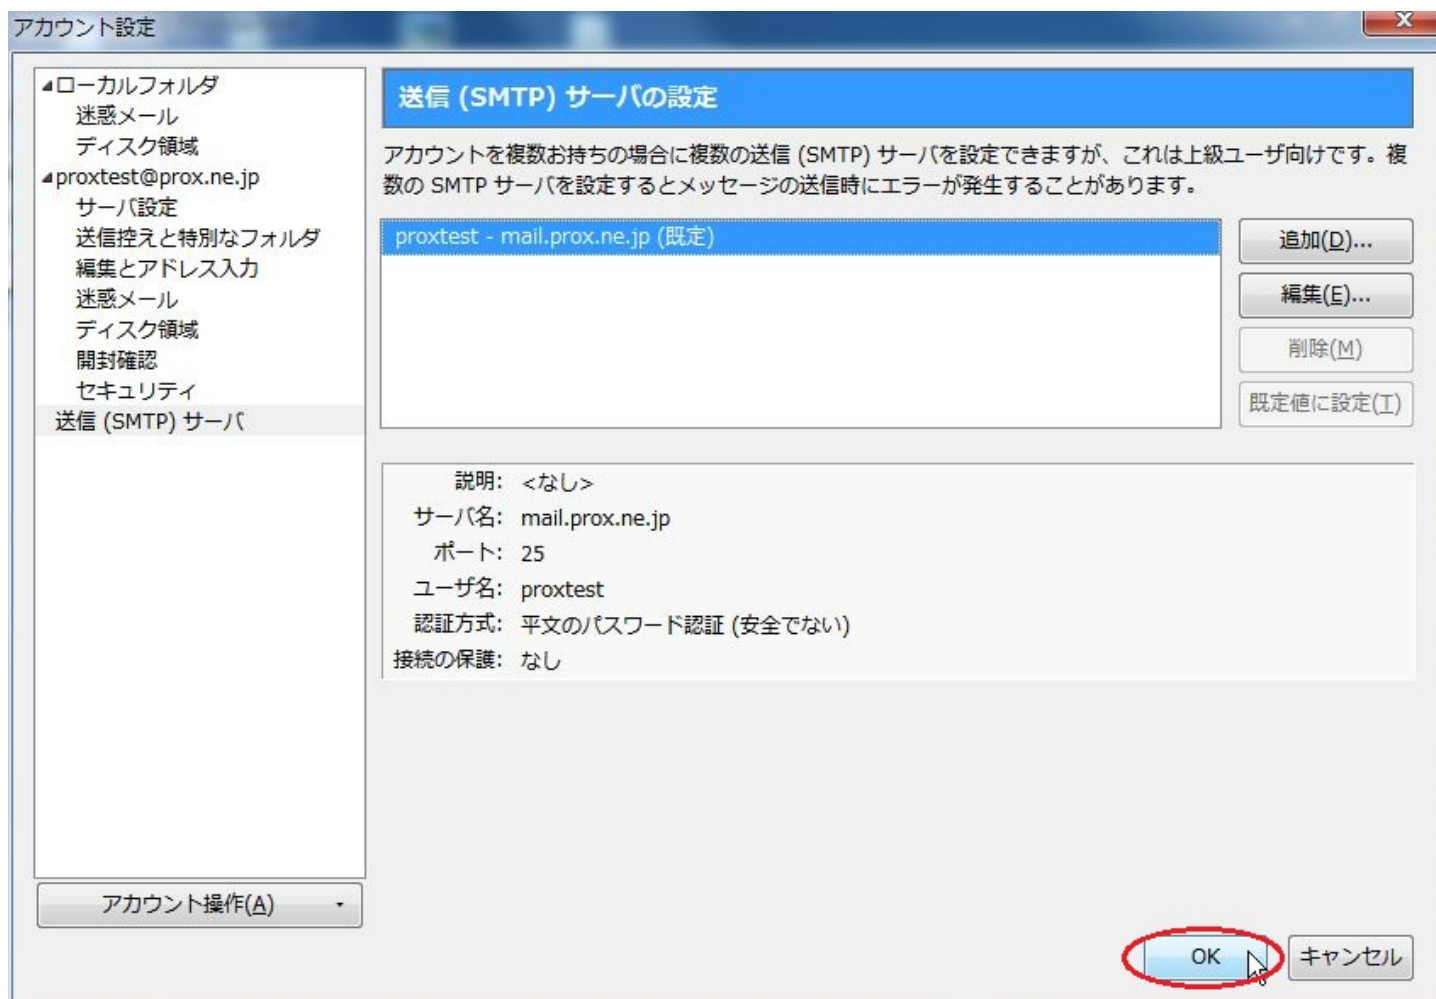 アカウント設定
x
ローカルフォルダ
迷惑メール
ディスク領域
proxtest@prox.ne.jp
サーバ設定
送信控えと特別なフォルダ
編集とアドレス入力
迷惑メール
ディスク領域
開封確認
セキュリティ
送信 (SMTP) サーバ
アカウント操作(A)
送信 (SMTP) サーバの設定
アカウントを複数お持ちの場合に複数の送信 (SMTP) サーバを設定できますが、これは上級ユーザ向けです。複
数の SMTP サーバを設定するとメッセージの送信時にエラーが発生することがあります。
proxtest - mail.prox.ne.jp (既定)
追加(D)...
編集(E)...
削除(M)
既定値に設定(T)
説明: <なし>
サーバ名: mail.prox.ne.jp
ポート: 25
ユーザ名: proxtest
認証方式: 平文のパスワード認証 (安全でない)
接続の保護: なし
OK
キャンセル